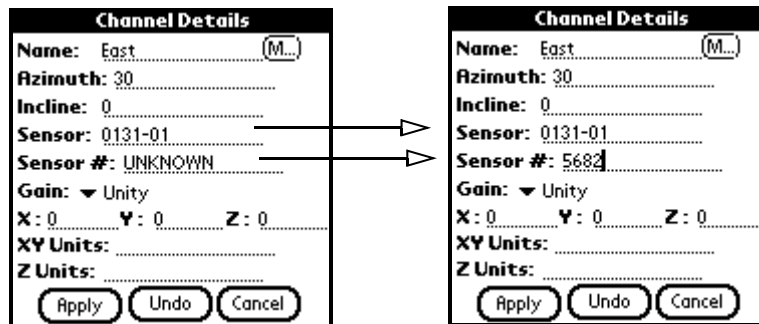 Channel Details
Name: East (M...)
Azimuth: 30
Incline: 0
Sensor: 0131-01
Sensor #: UNKNOWN
Gain: Unity
X: 0 Y: 0 Z: 0
XY Units:
Z Units:
Apply Undo Cancel
Channel Details
Name: East (M...)
Azimuth: 30
Incline: 0
Sensor: 0131-01
Sensor #: 5682
Gain: Unity
X: 0 Y: 0 Z: 0
XY Units:
Z Units:
Apply Undo Cancel